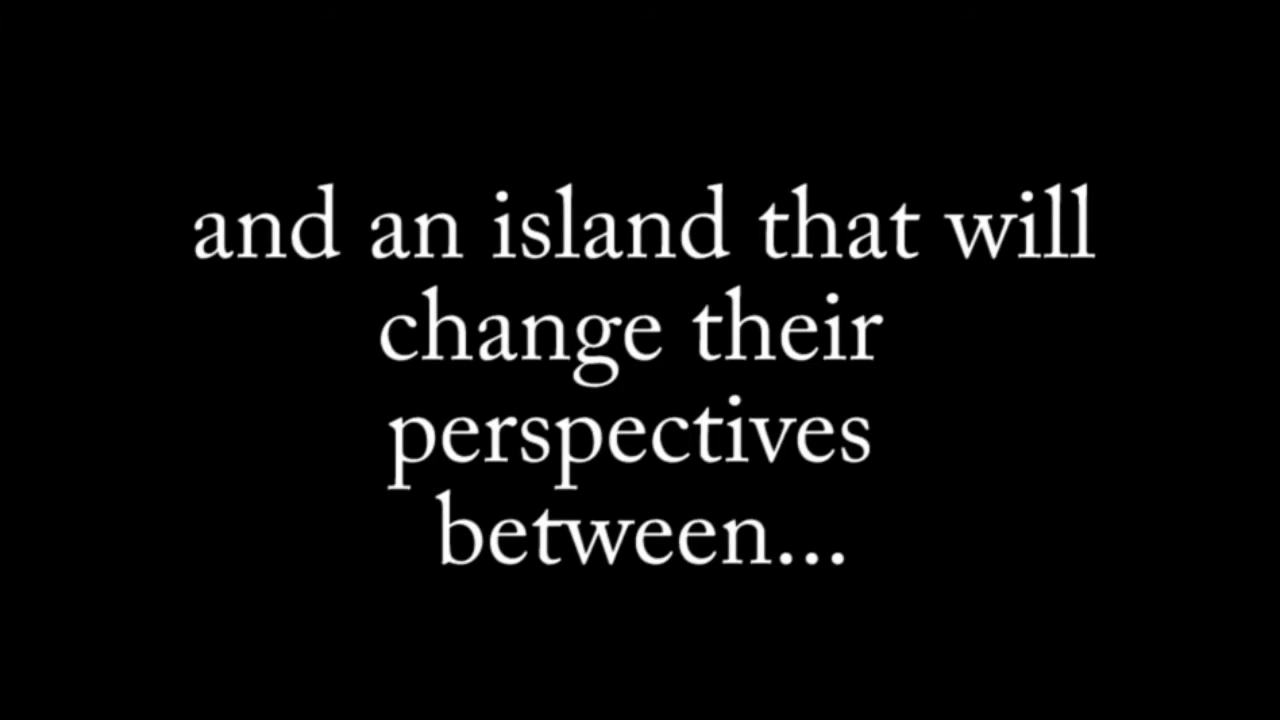 and an island that will
change their
perspectives
between...